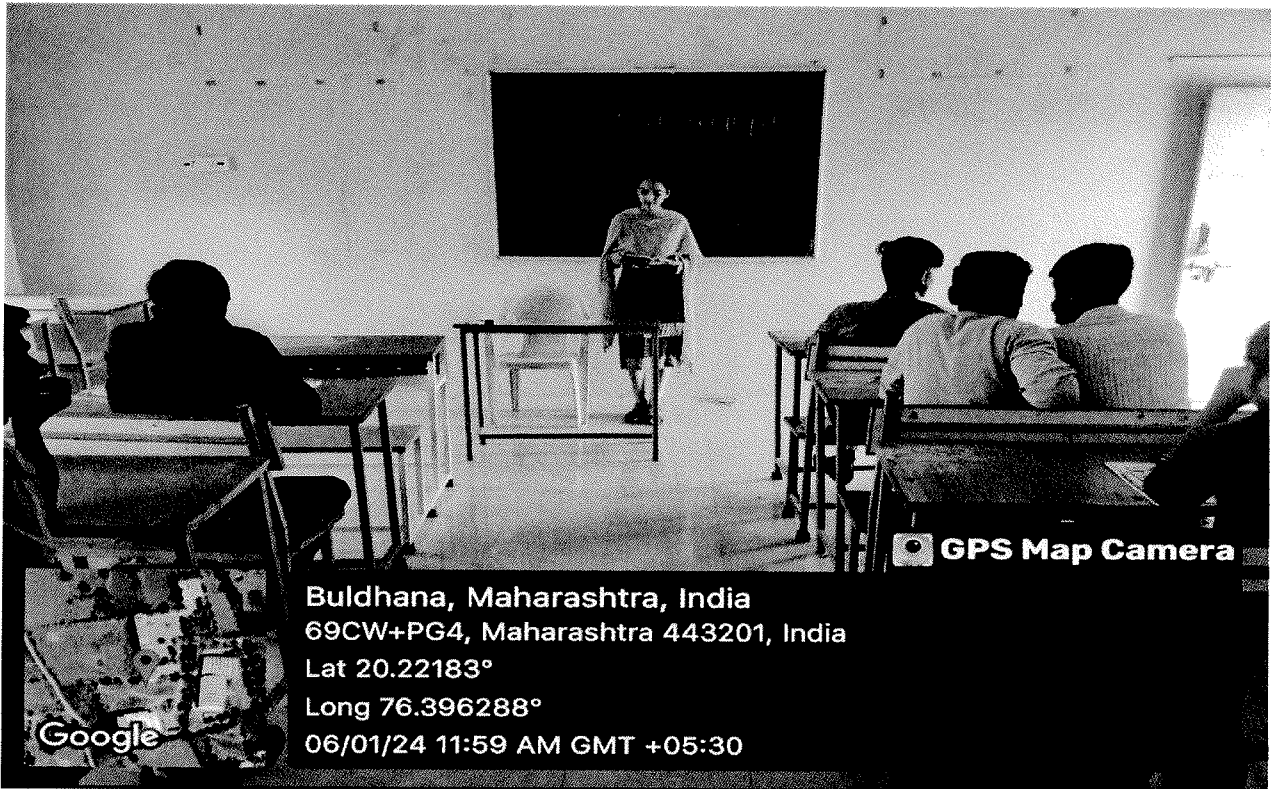 GPS Map Camera
Buldhana, Maharashtra, India
69CW+PG4, Maharashtra 443201, India
Lat 20.22183°
Long 76.396288°
06/01/24 11:59 AM GMT +05:30
Google